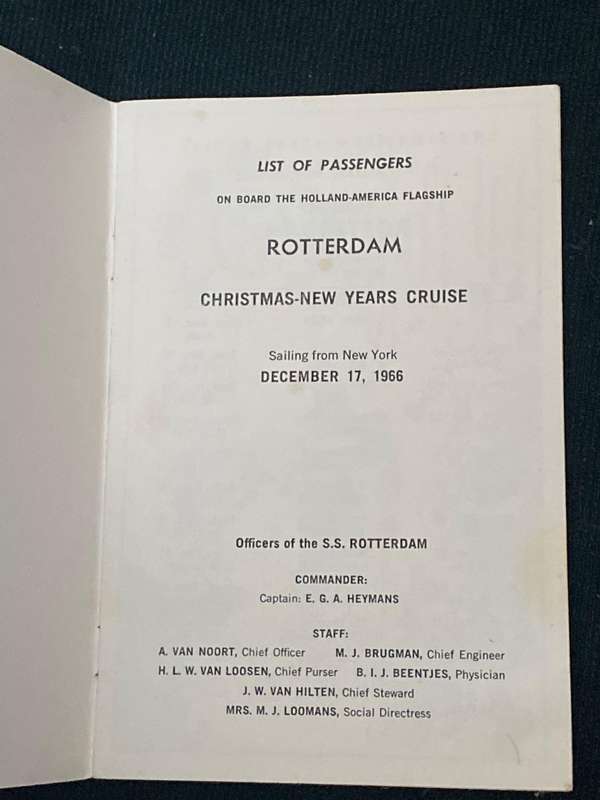 LIST OF PASSENGERS
ON BOARD THE HOLLAND-AMERICA FLAGSHIP
ROTTERDAM
CHRISTMAS-NEW YEARS CRUISE
Sailing from New York
DECEMBER 17, 1966
Officers of the S.S. ROTTERDAM
COMMANDER:
Captain: E. G. A. HEYMANS
STAFF:
A. VAN NOORT, Chief Officer M. J. BRUGMAN, Chief Engineer
H. L. W. VAN LOOSEN, Chief Purser B. I. J. BEENTJES, Physician
J. W. VAN HILTEN, Chief Steward
MRS. M. J. LOOMANS, Social Directress